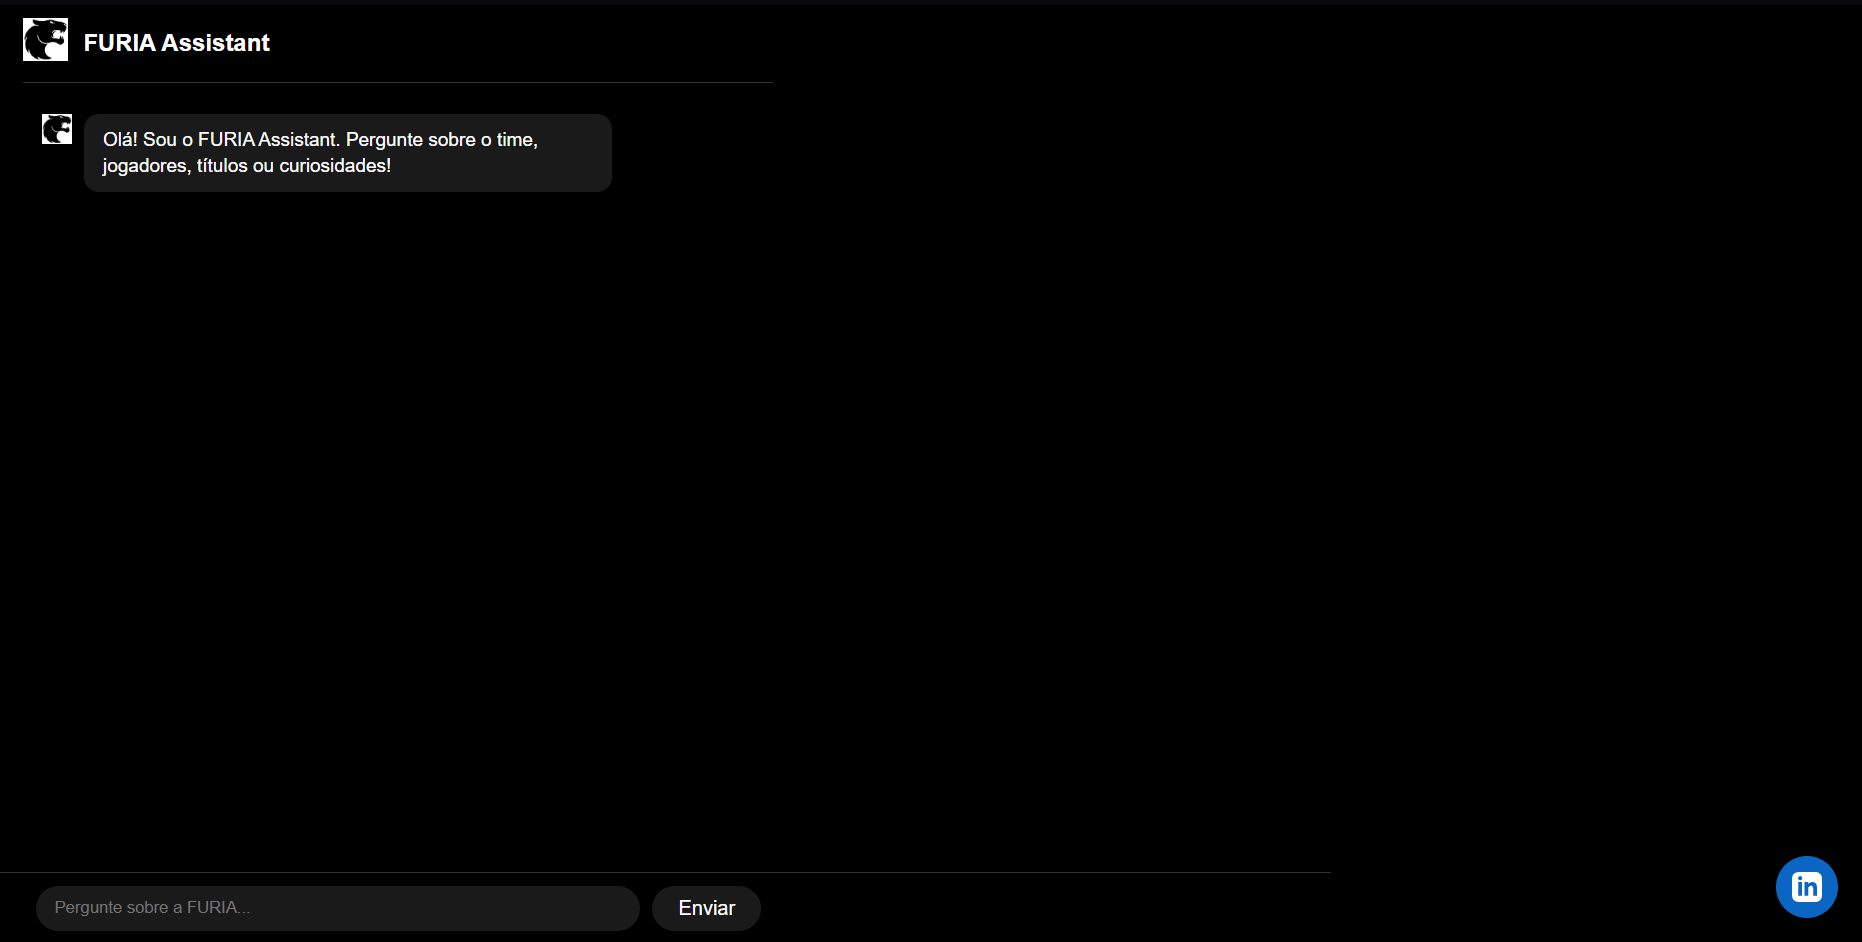 FURIA Assistant
Olá! Sou o FURIA Assistant. Pergunte sobre o time,
jogadores, títulos ou curiosidades!
Pergunte sobre a FURIA...
Enviar
in